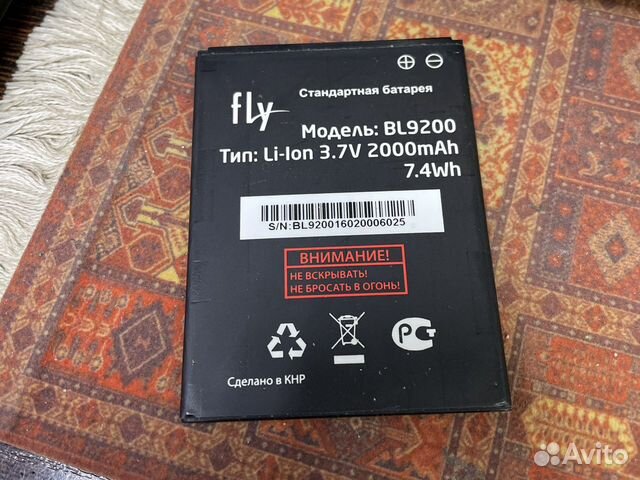 fly
Стандартная батарея
Модель: BL9200
Тип: Li-Ion 3.7V 2000mAh
7.4Wh
S/N:BL920016020006025
ВНИМАНИЕ!
НЕ ВСКРЫВАТЬ!
НЕ БРОСАТЬ В ОГОНЬ!
Сделано в КНР
Avito